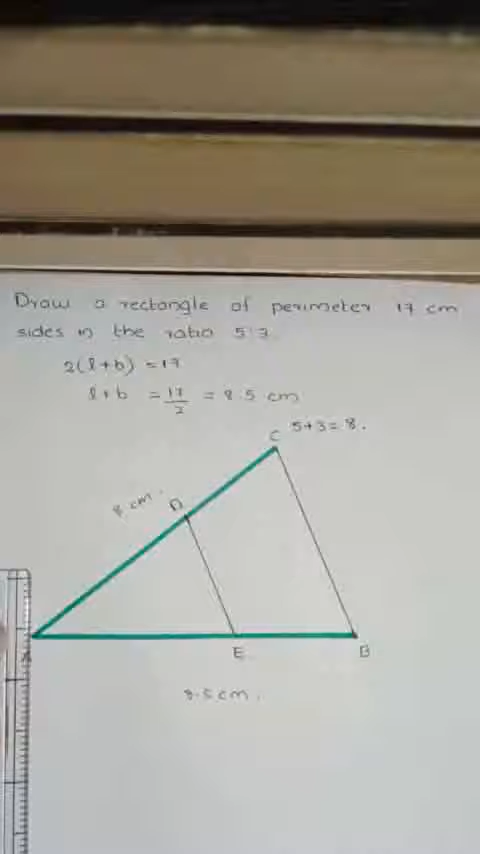 Draw a rectangle of perimeter 17 cm
sides in the ratio 5:3.
2(l+b) = 17
l+b = 17/2 = 8.5 cm
5+3 = 8.
C
8 cm.
D
A
E
B
8.5 cm.